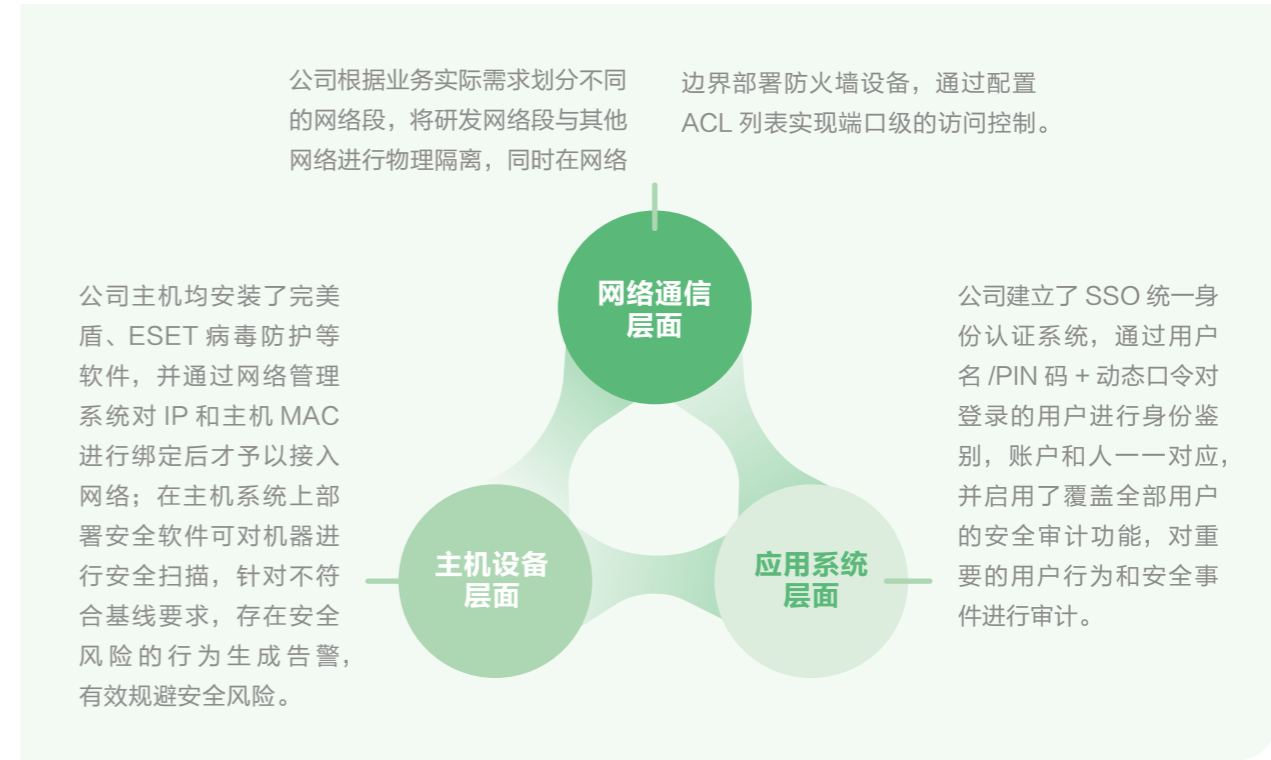 公司根据业务实际需求划分不同
的网络段，将研发网络段与其他
网络进行物理隔离，同时在网络
边界部署防火墙设备，通过配置
ACL 列表实现端口级的访问控制。
网络通信
层面
公司主机均安装了完美
盾、ESET 病毒防护等
软件，并通过网络管理
系统对 IP 和主机 MAC
进行绑定后才予以接入
网络；在主机系统上部
署安全软件可对机器进
行安全扫描，针对不符
合基线要求，存在安全
风险的行为生成告警，
有效规避安全风险。
主机设备
层面
应用系统
层面
公司建立了 SSO 统一身
份认证系统，通过用户
名 /PIN 码 + 动态口令对
登录的用户进行身份鉴
别，账户和人一一对应，
并启用了覆盖全部用户
的安全审计功能，对重
要的用户行为和安全事
件进行审计。